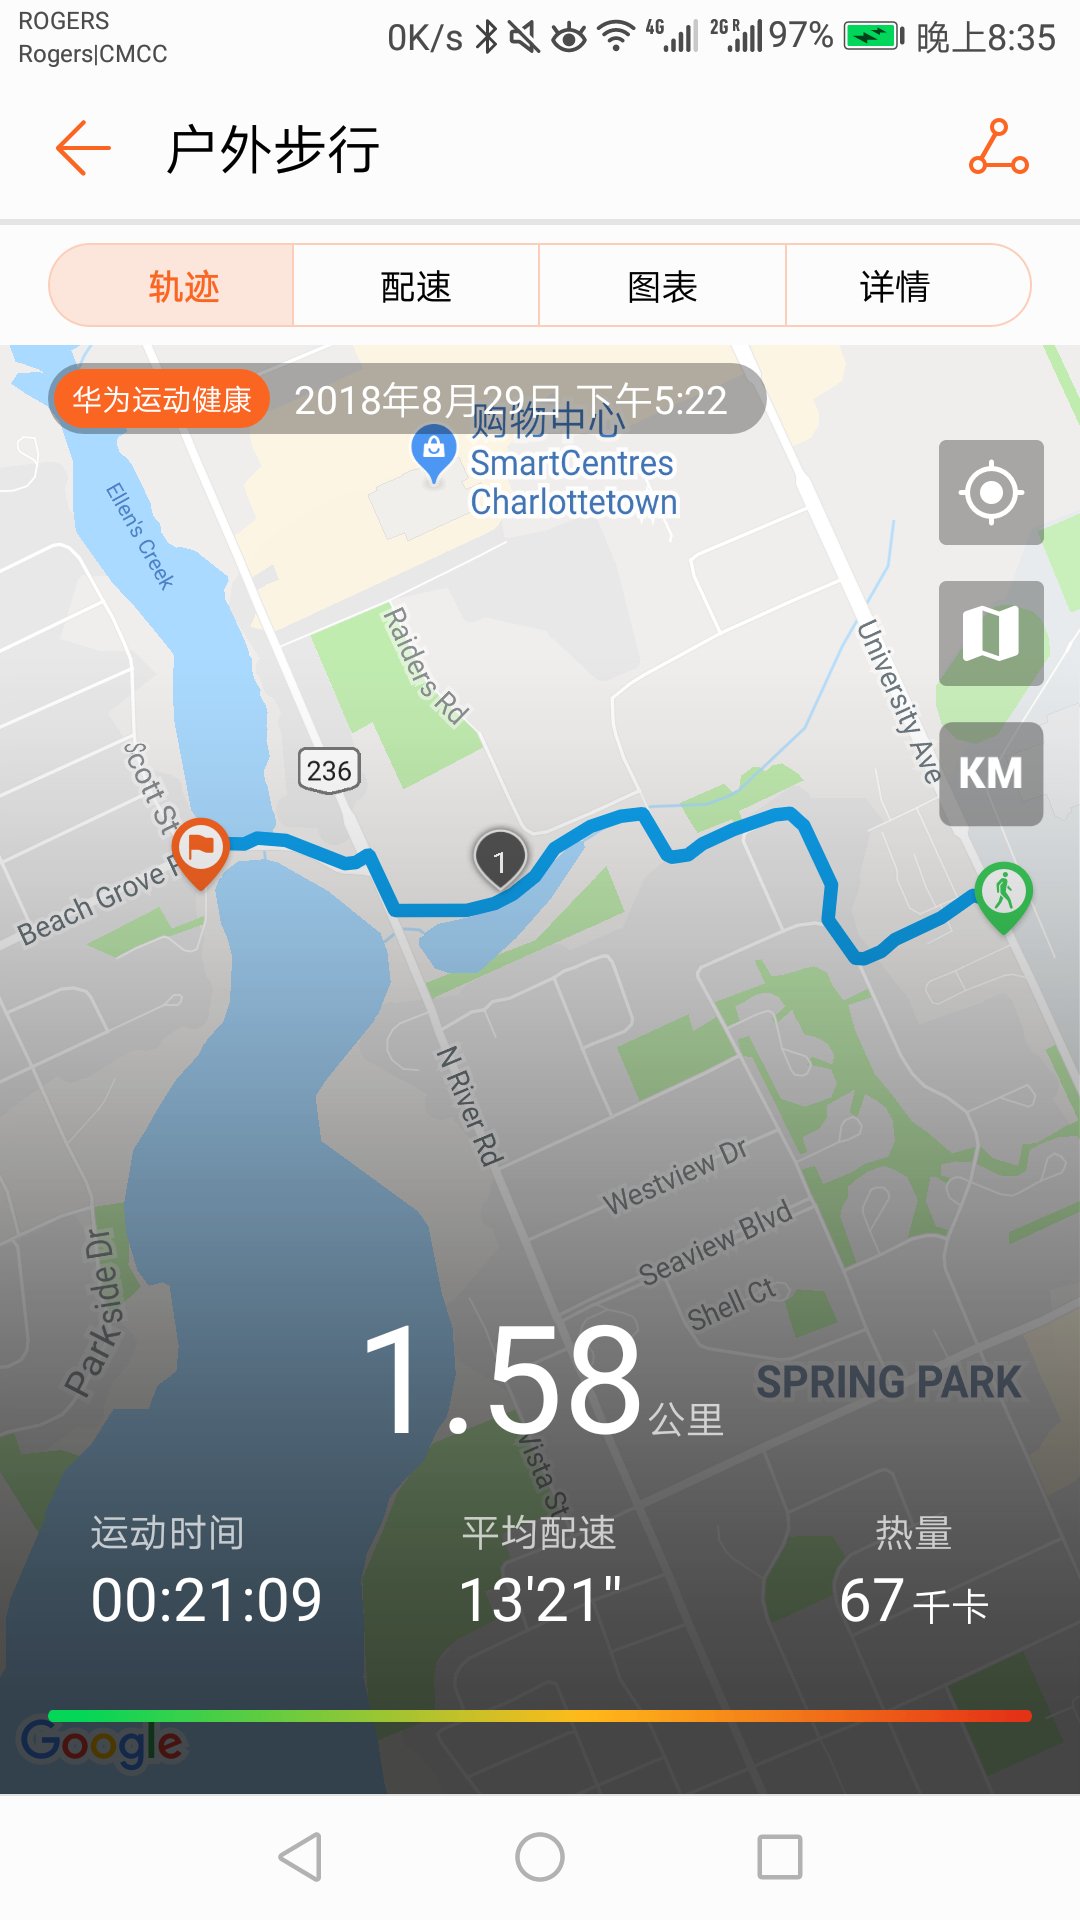 ROGERS
Rogers|CMCC
0K/s 4G 2G R 97% 晚上8:35
户外步行
轨迹 配速 图表 详情
华为运动健康 2018年8月29日 下午5:22
购物中心
SmartCentres
Charlottetown
Ellen's Creek
Raiders Rd
University Ave
Scott St
236
KM
1
Beach Grove
N River Rd
Westview Dr
Seaview Blvd
Shell Ct
Parkside Dr
SPRING PARK
1.58公里
Vista St
运动时间 平均配速 热量
00:21:09 13'21" 67千卡
Google